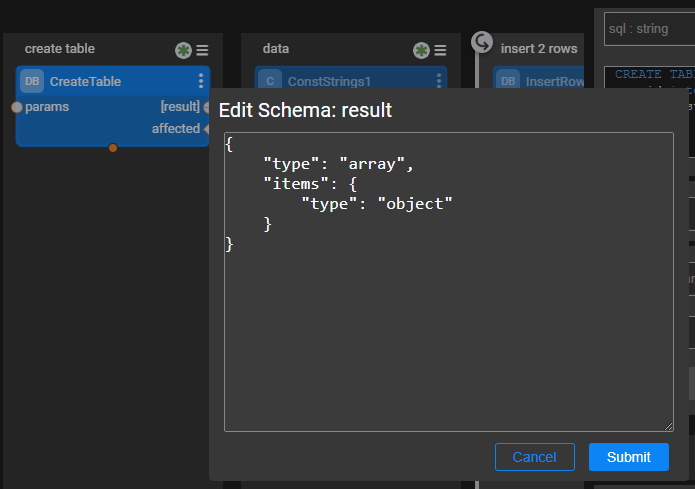 create table
data
insert 2 rows
sql : string
DB CreateTable
C ConstStrings1
DB InsertRow
CREATE TAB
params [result]
affected
Edit Schema: result
{
    "type": "array",
    "items": {
        "type": "object"
    }
}
Cancel Submit